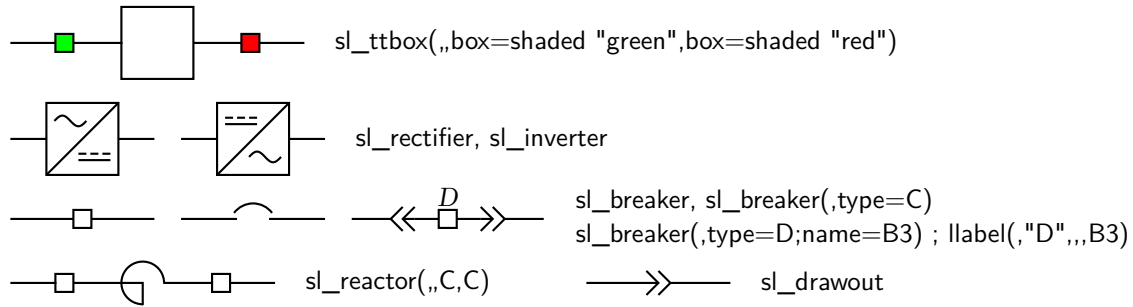 sl_ttbox(,,box=shaded "green",box=shaded "red")
sl_rectifier, sl_inverter
D
sl_breaker, sl_breaker(,type=C)
sl_breaker(,type=D;name=B3) ; llabel(,"D",,,B3)
sl_reactor(,,C,C)
sl_drawout